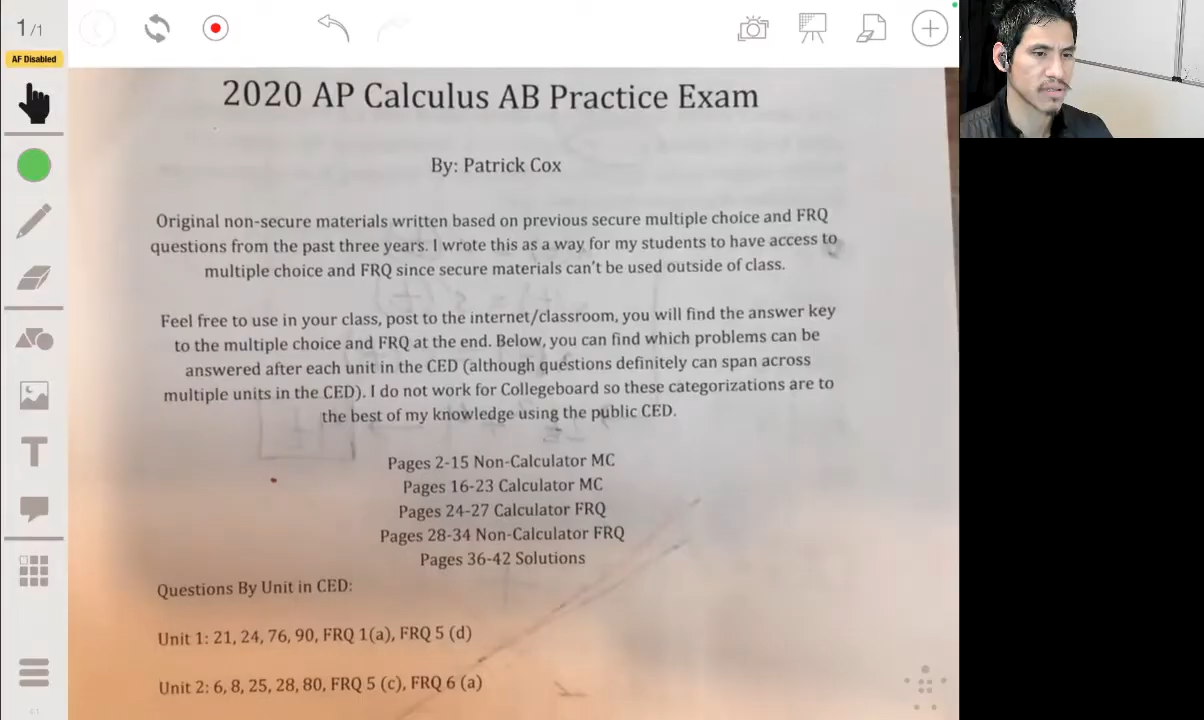 1/1
AF Disabled
2020 AP Calculus AB Practice Exam
By: Patrick Cox
Original non-secure materials written based on previous secure multiple choice and FRQ
questions from the past three years. I wrote this as a way for my students to have access to
multiple choice and FRQ since secure materials can't be used outside of class.
Feel free to use in your class, post to the internet/classroom, you will find the answer key
to the multiple choice and FRQ at the end. Below, you can find which problems can be
answered after each unit in the CED (although questions definitely can span across
multiple units in the CED). I do not work for Collegeboard so these categorizations are to
the best of my knowledge using the public CED.
Pages 2-15 Non-Calculator MC
Pages 16-23 Calculator MC
Pages 24-27 Calculator FRQ
Pages 28-34 Non-Calculator FRQ
Pages 36-42 Solutions
Questions By Unit in CED:
Unit 1: 21, 24, 76, 90, FRQ 1(a), FRQ 5 (d)
Unit 2: 6, 8, 25, 28, 80, FRQ 5 (c), FRQ 6 (a)
T